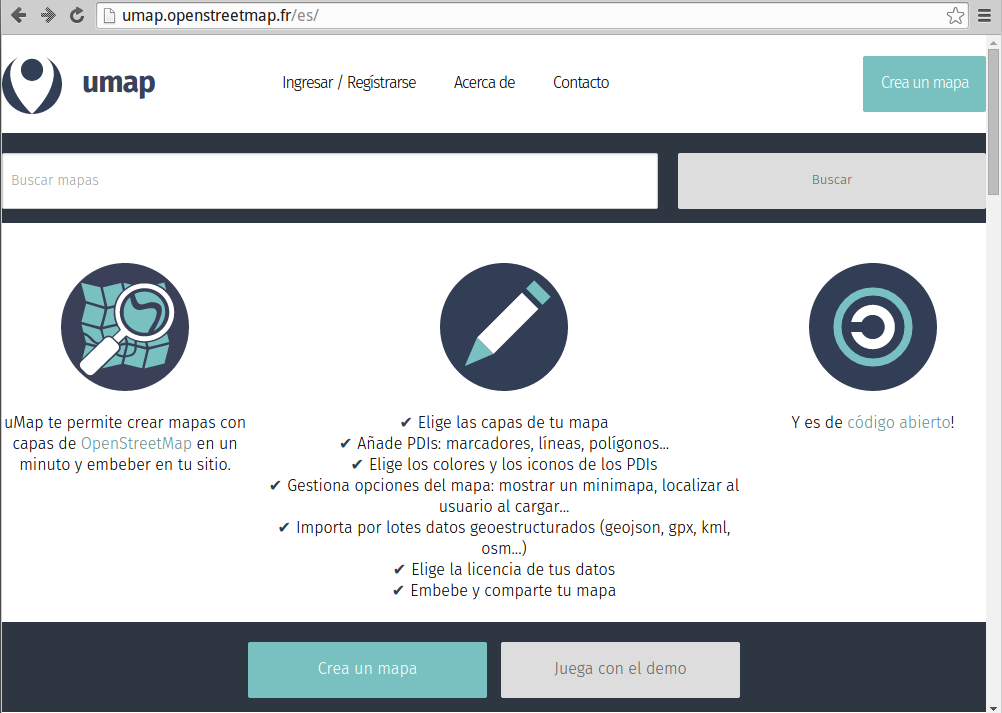 umap.openstreetmap.fr/es/
umap
Ingresar / Regístrarse
Acerca de
Contacto
Crea un mapa
Buscar mapas
Buscar
uMap te permite crear mapas con
capas de OpenStreetMap en un
minuto y embeber en tu sitio.
✔ Elige las capas de tu mapa
✔ Añade PDIs: marcadores, líneas, polígonos...
✔ Elige los colores y los iconos de los PDIs
✔ Gestiona opciones del mapa: mostrar un minimapa, localizar al
usuario al cargar...
✔ Importa por lotes datos geoestructurados (geojson, gpx, kml,
osm...)
✔ Elige la licencia de tus datos
✔ Embebe y comparte tu mapa
Y es de código abierto!
Crea un mapa
Juega con el demo